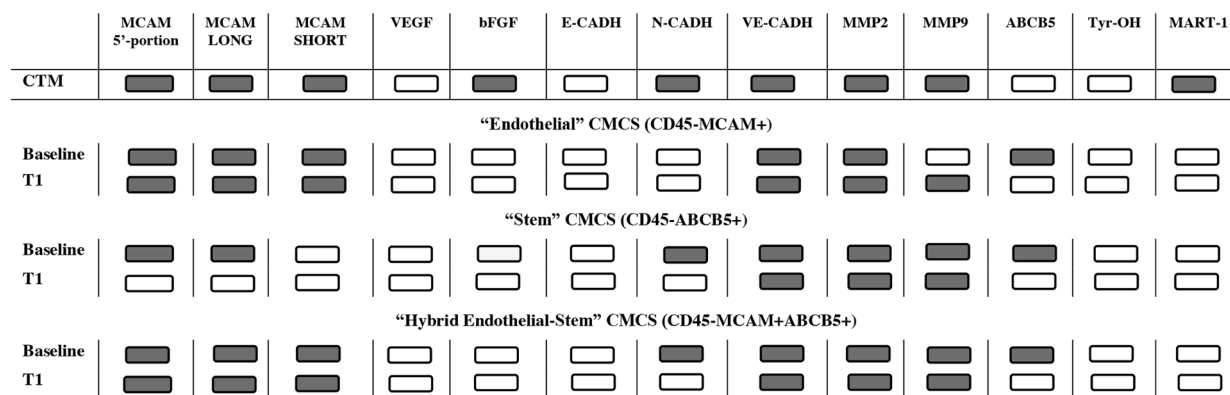 MCAM 5’-portion MCAM LONG MCAM SHORT VEGF bFGF E-CADH N-CADH VE-CADH MMP2 MMP9 ABCB5 Tyr-OH MART-1
CTM
“Endothelial” CMCS (CD45-MCAM+)
Baseline
T1
“Stem” CMCS (CD45-ABCB5+)
Baseline
T1
“Hybrid Endothelial-Stem” CMCS (CD45-MCAM+ABCB5+)
Baseline
T1